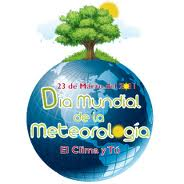 23 de Marzo del
Día Mundial
de la
Meteorología
El Clima y Tú